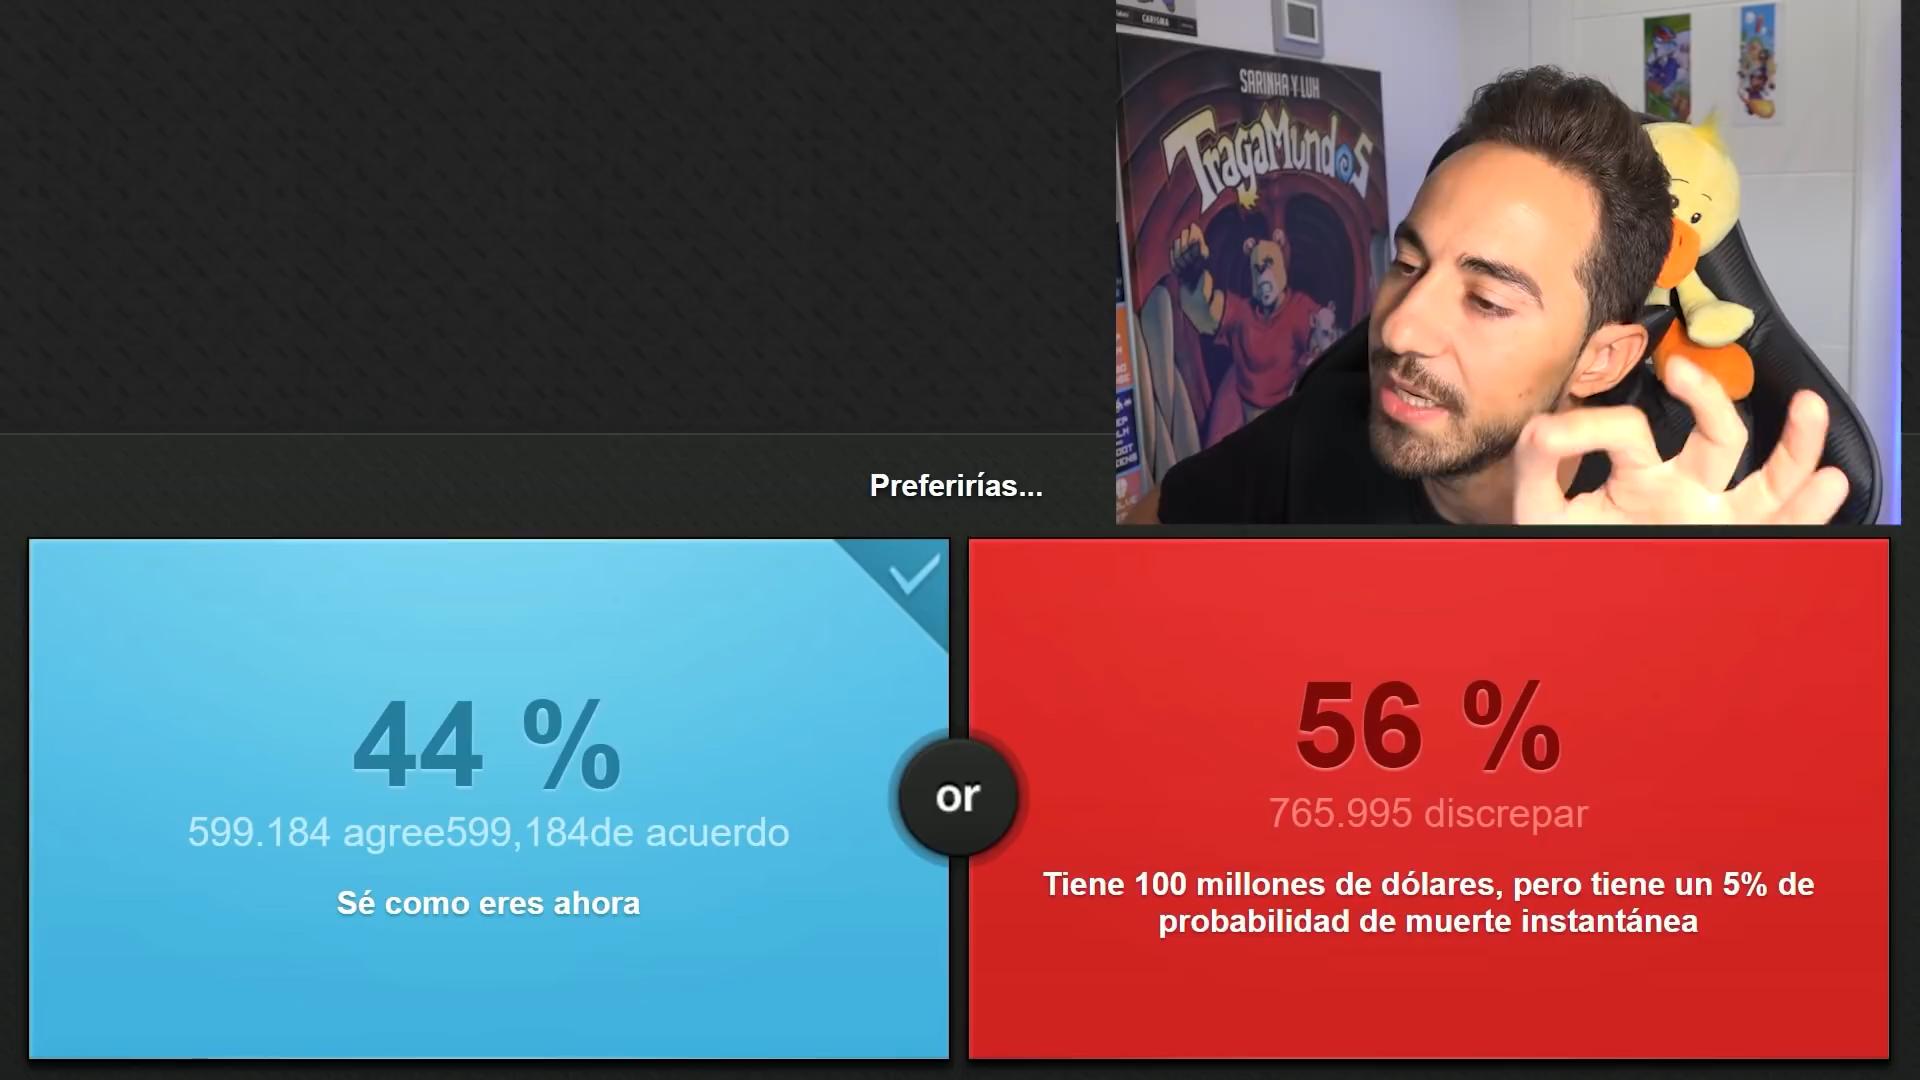 CARISMA
SARINHA Y LUH
TragaMundos
Preferirías...
44 %
599.184 agree599,184de acuerdo
Sé como eres ahora
or
56 %
765.995 discrepar
Tiene 100 millones de dólares, pero tiene un 5% de
probabilidad de muerte instantánea